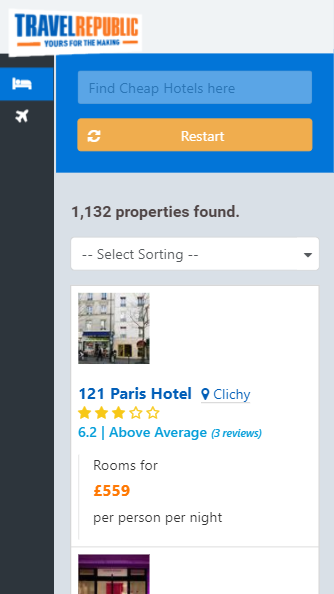 TRAVELREPUBLIC
YOURS FOR THE MAKING
Find Cheap Hotels here
Restart
1,132 properties found.
-- Select Sorting --
121 Paris Hotel Clichy
6.2 | Above Average (3 reviews)
Rooms for
£559
per person per night